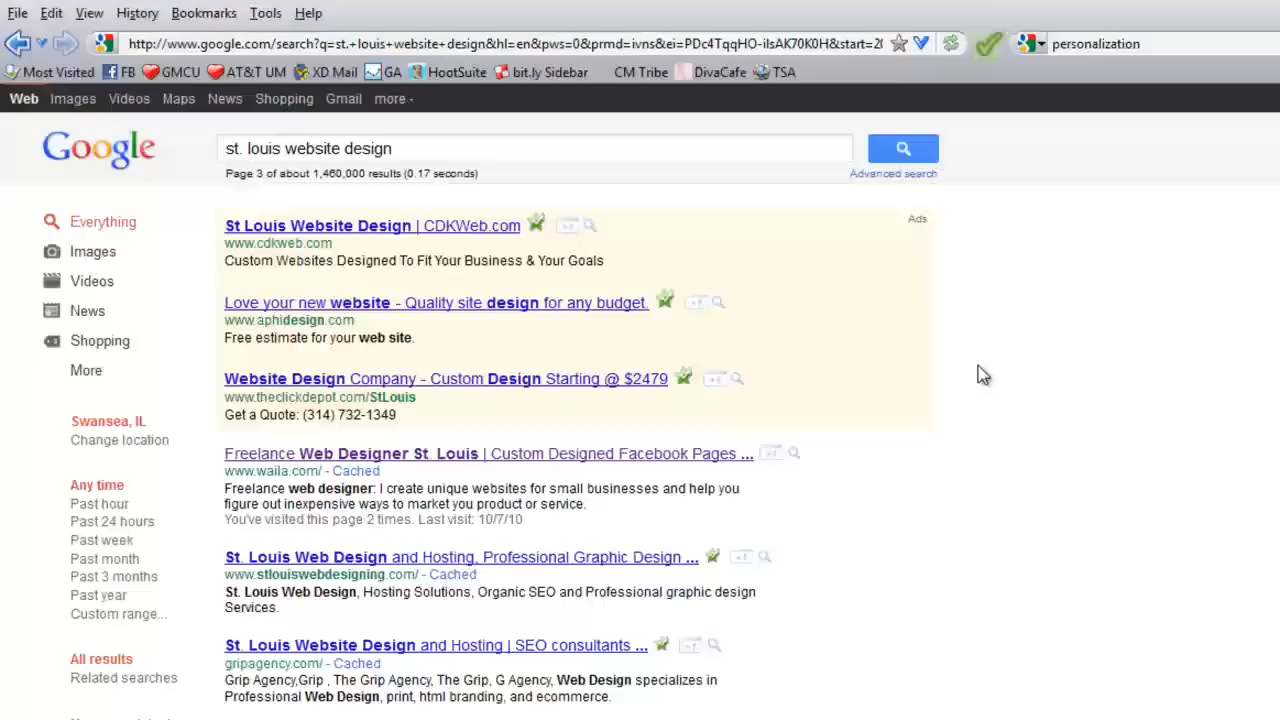 File Edit View History Bookmarks Tools Help
http://www.google.com/search?q=st.+louis+website+design&hl=en&pws=0&prmd=ivns&ei=PDc4TqqHO-ilsAK70KH&start=2 personalization
Most Visited FB GMCU AT&T UM XD Mail GA HootSuite bit.ly Sidebar CM Tribe DivaCafe TSA
Web Images Videos Maps News Shopping Gmail more
Google st. louis website design
Page 3 of about 1,460,000 results (0.17 seconds) Advanced search
Everything
Images
Videos
News
Shopping
More
Swansea, IL
Change location
Any time
Past hour
Past 24 hours
Past week
Past month
Past 3 months
Past year
Custom range...
All results
Related searches
Ads
St Louis Website Design | CDKWeb.com
www.cdkweb.com
Custom Websites Designed To Fit Your Business & Your Goals
Love your new website - Quality site design for any budget.
www.aphidesign.com
Free estimate for your web site.
Website Design Company - Custom Design Starting @ $2479
www.theclickdepot.com/StLouis
Get a Quote: (314) 732-1349
Freelance Web Designer St. Louis | Custom Designed Facebook Pages ...
www.waila.com/ - Cached
Freelance web designer: I create unique websites for small businesses and help you
figure out inexpensive ways to market you product or service.
You've visited this page 2 times. Last visit: 10/7/10
St. Louis Web Design and Hosting, Professional Graphic Design ...
www.stlouiswebdesigning.com/ - Cached
St. Louis Web Design, Hosting Solutions, Organic SEO and Professional graphic design
Services.
St. Louis Website Design and Hosting | SEO consultants ...
gripagency.com/ - Cached
Grip Agency,Grip , The Grip Agency, The Grip, G Agency, Web Design specializes in
Professional Web Design, print, html branding, and ecommerce.